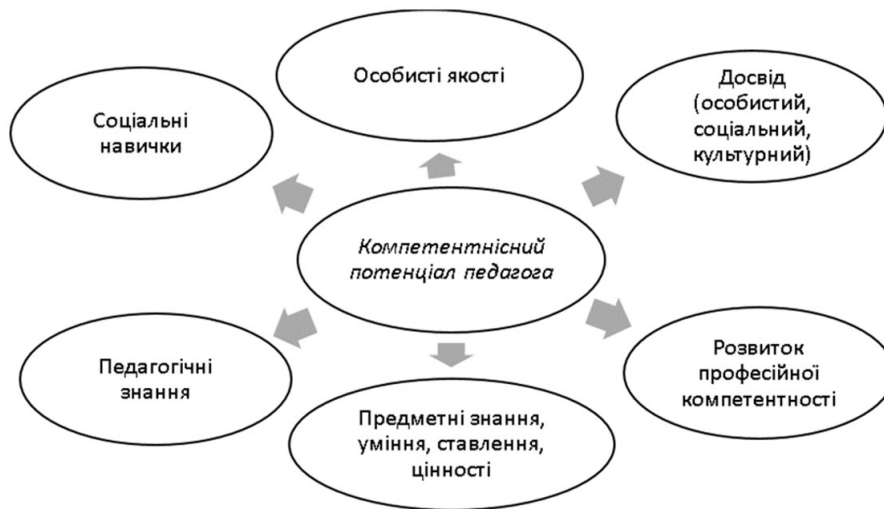 Особисті якості
Соціальні
навички
Досвід
(особистий,
соціальний,
культурний)
Компетентнісний
потенціал педагога
Педагогічні
знання
Розвиток
професійної
компетентності
Предметні знання,
уміння, ставлення,
цінності